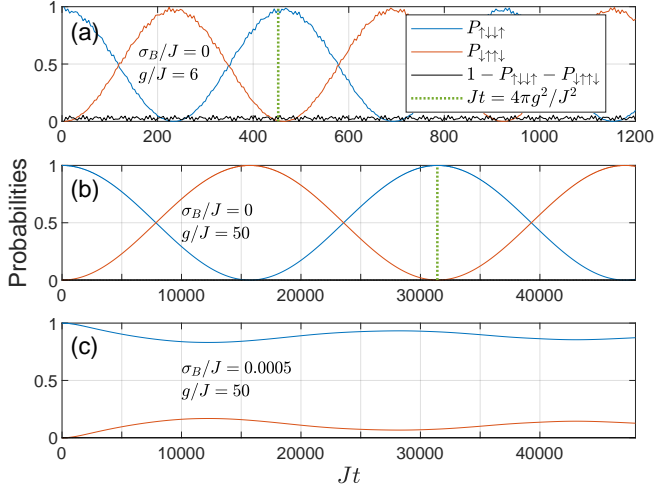 (a)
σ_B/J = 0
g/J = 6
P_{↑↓↓↑}
P_{↓↑↑↓}
1 − P_{↑↓↓↑} − P_{↓↑↑↓}
Jt = 4πg²/J²
1
0.5
0
0 200 400 600 800 1000 1200
(b)
σ_B/J = 0
g/J = 50
1
0.5
0
0 10000 20000 30000 40000
Probabilities
(c)
σ_B/J = 0.0005
g/J = 50
1
0.5
0
0 10000 20000 30000 40000
Jt